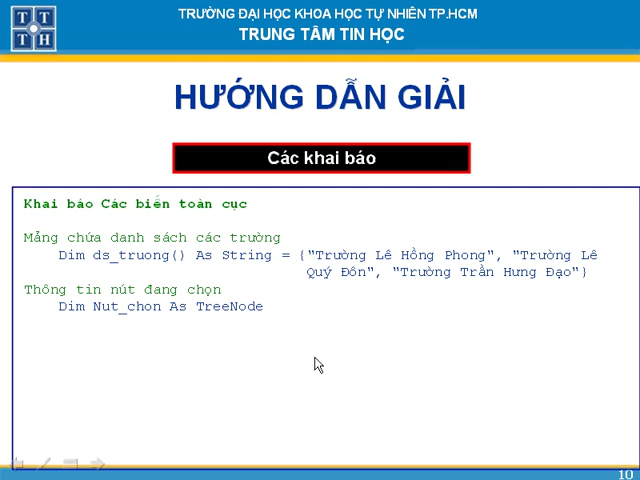 TRƯỜNG ĐẠI HỌC KHOA HỌC TỰ NHIÊN TP.HCM
TRUNG TÂM TIN HỌC
T T
T H
HƯỚNG DẪN GIẢI
Các khai báo
Khai báo Các biến toàn cục
Mảng chứa danh sách các trường
Dim ds_truong() As String = {"Trường Lê Hồng Phong", "Trường Lê
Quý Đôn", "Trường Trần Hưng Đạo"}
Thông tin nút đang chọn
Dim Nut_chon As TreeNode
10